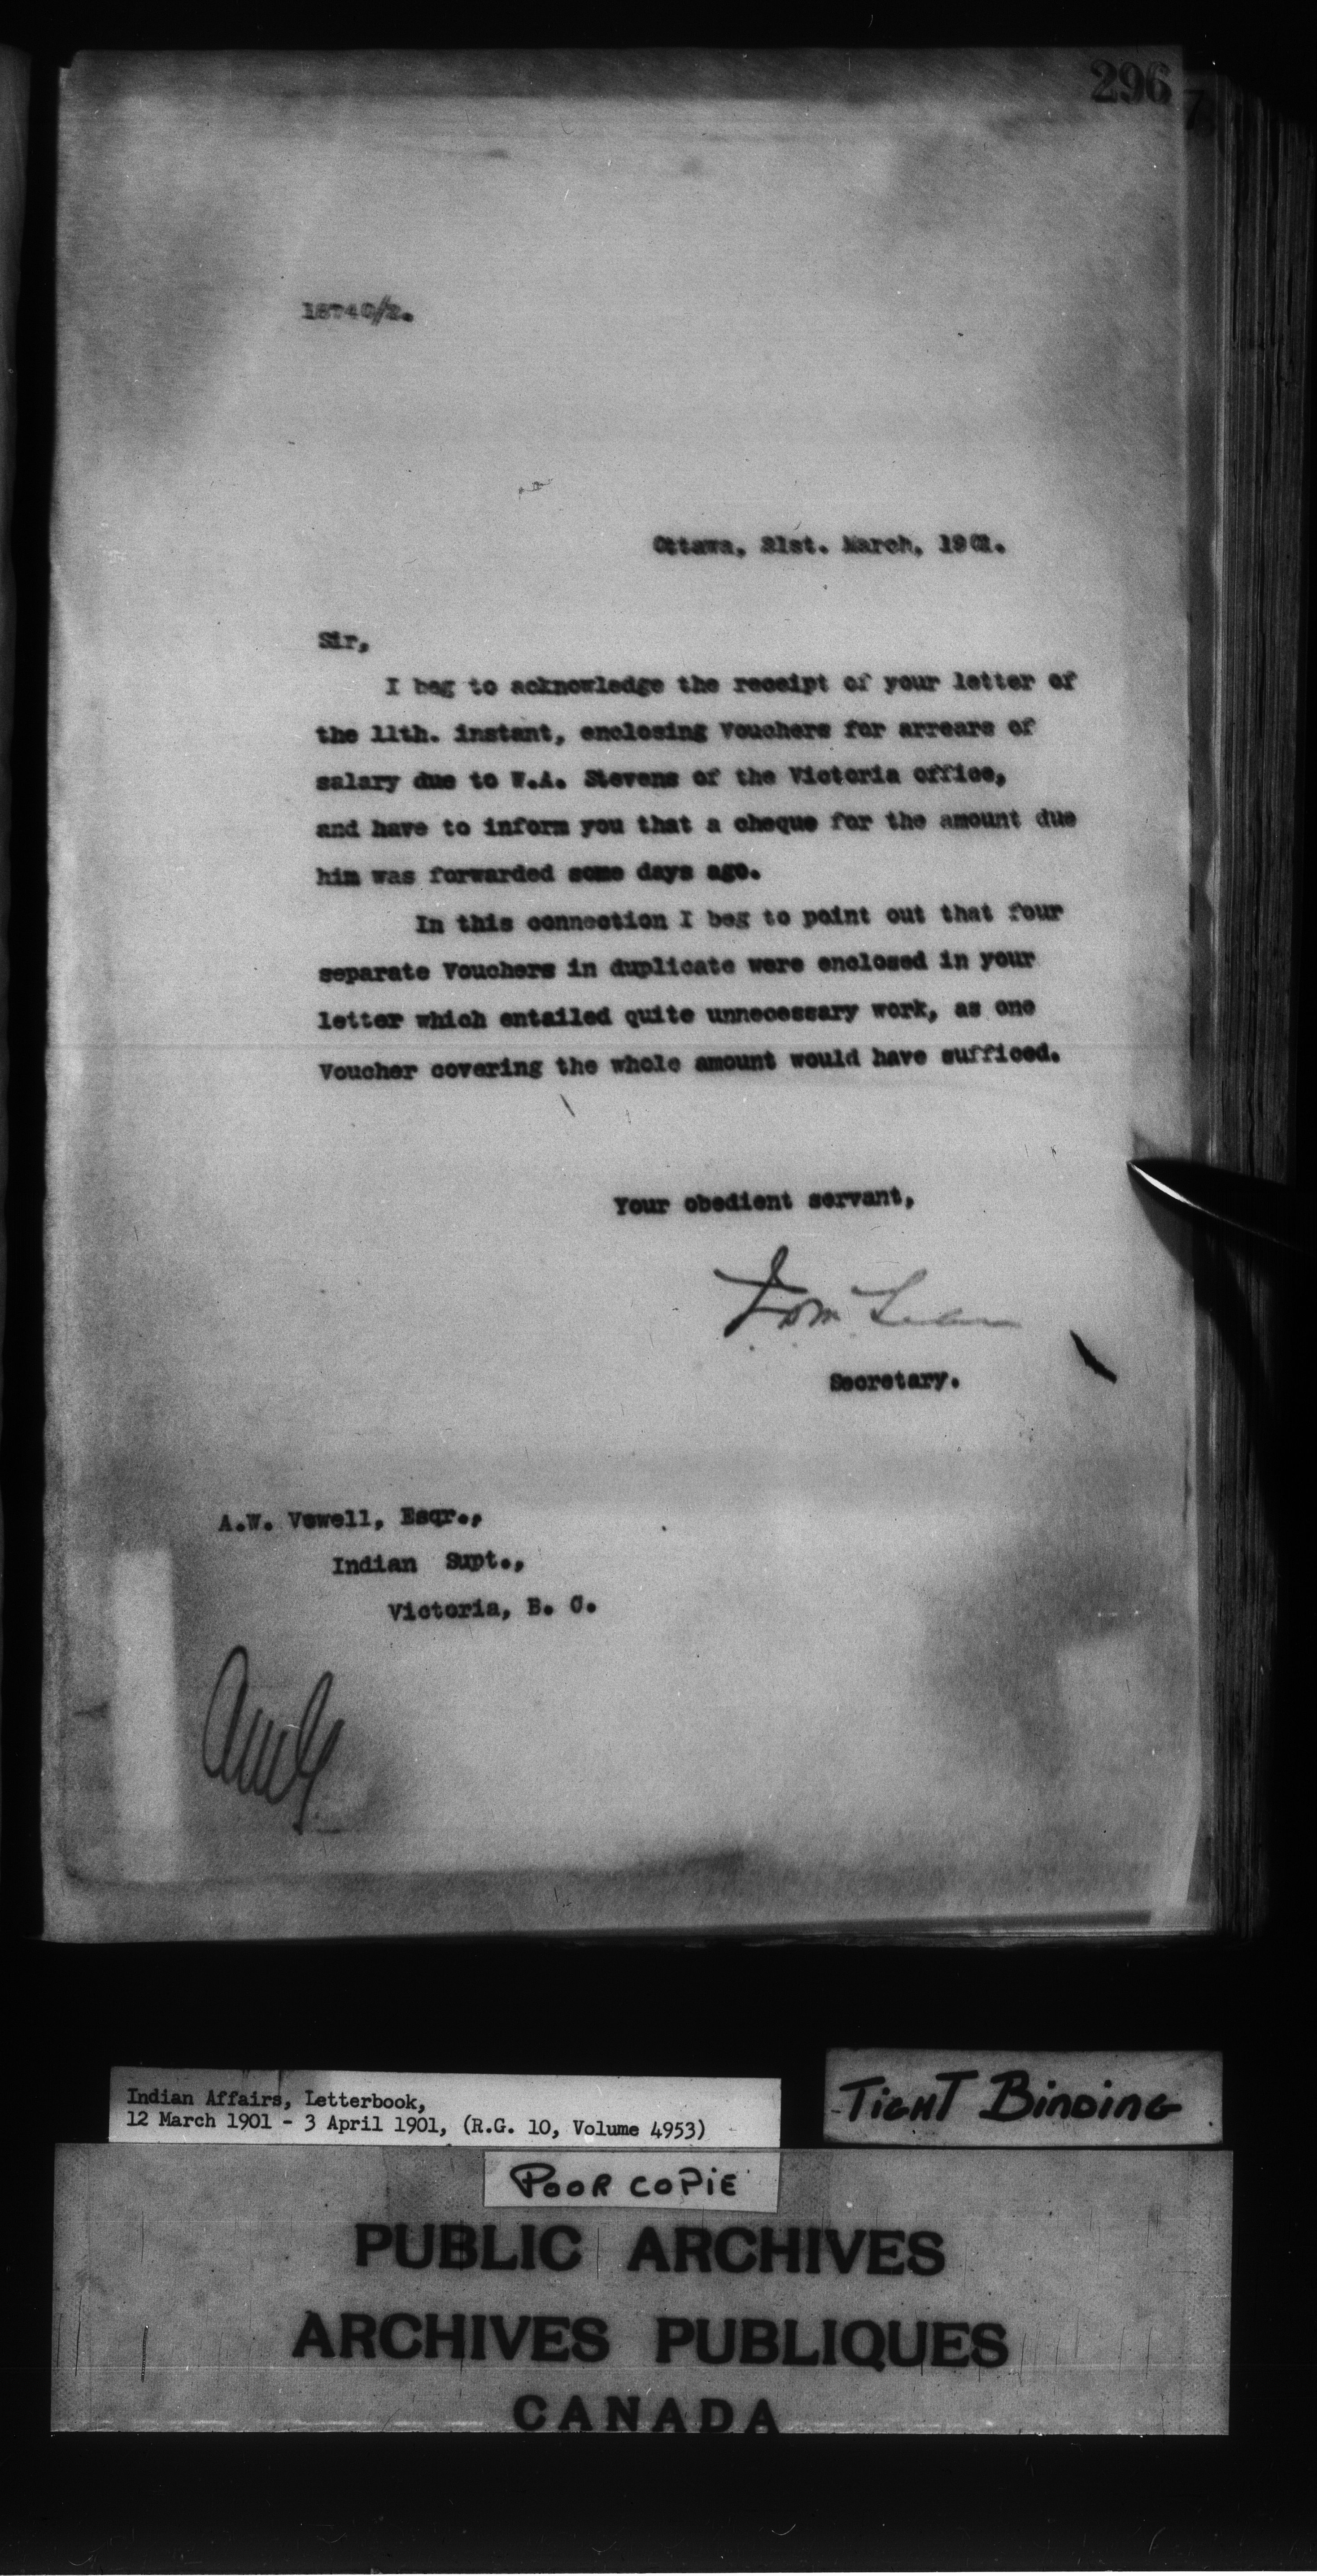 296
Ottawa, 21st. March, 1901.
Sir,
I beg to acknowledge the receipt of your letter of
the 11th. instant, enclosing Vouchers for arrears of
salary due to W.A. Stevens of the Victoria office,
and have to inform you that a cheque for the amount due
him was forwarded some days ago.
In this connection I beg to point out that four
separate Vouchers in duplicate were enclosed in your
letter which entailed quite unnecessary work, as one
Voucher covering the whole amount would have sufficed.
Your obedient servant,
Secretary.
A.W. Vowell, Esqr.,
Indian Supt.,
Victoria, B. C.
Indian Affairs, Letterbook,
12 March 1901 - 3 April 1901, (R.G. 10, Volume 4953)
TIGHT BINDING
POOR COPIE
PUBLIC ARCHIVES
ARCHIVES PUBLIQUES
CANADA